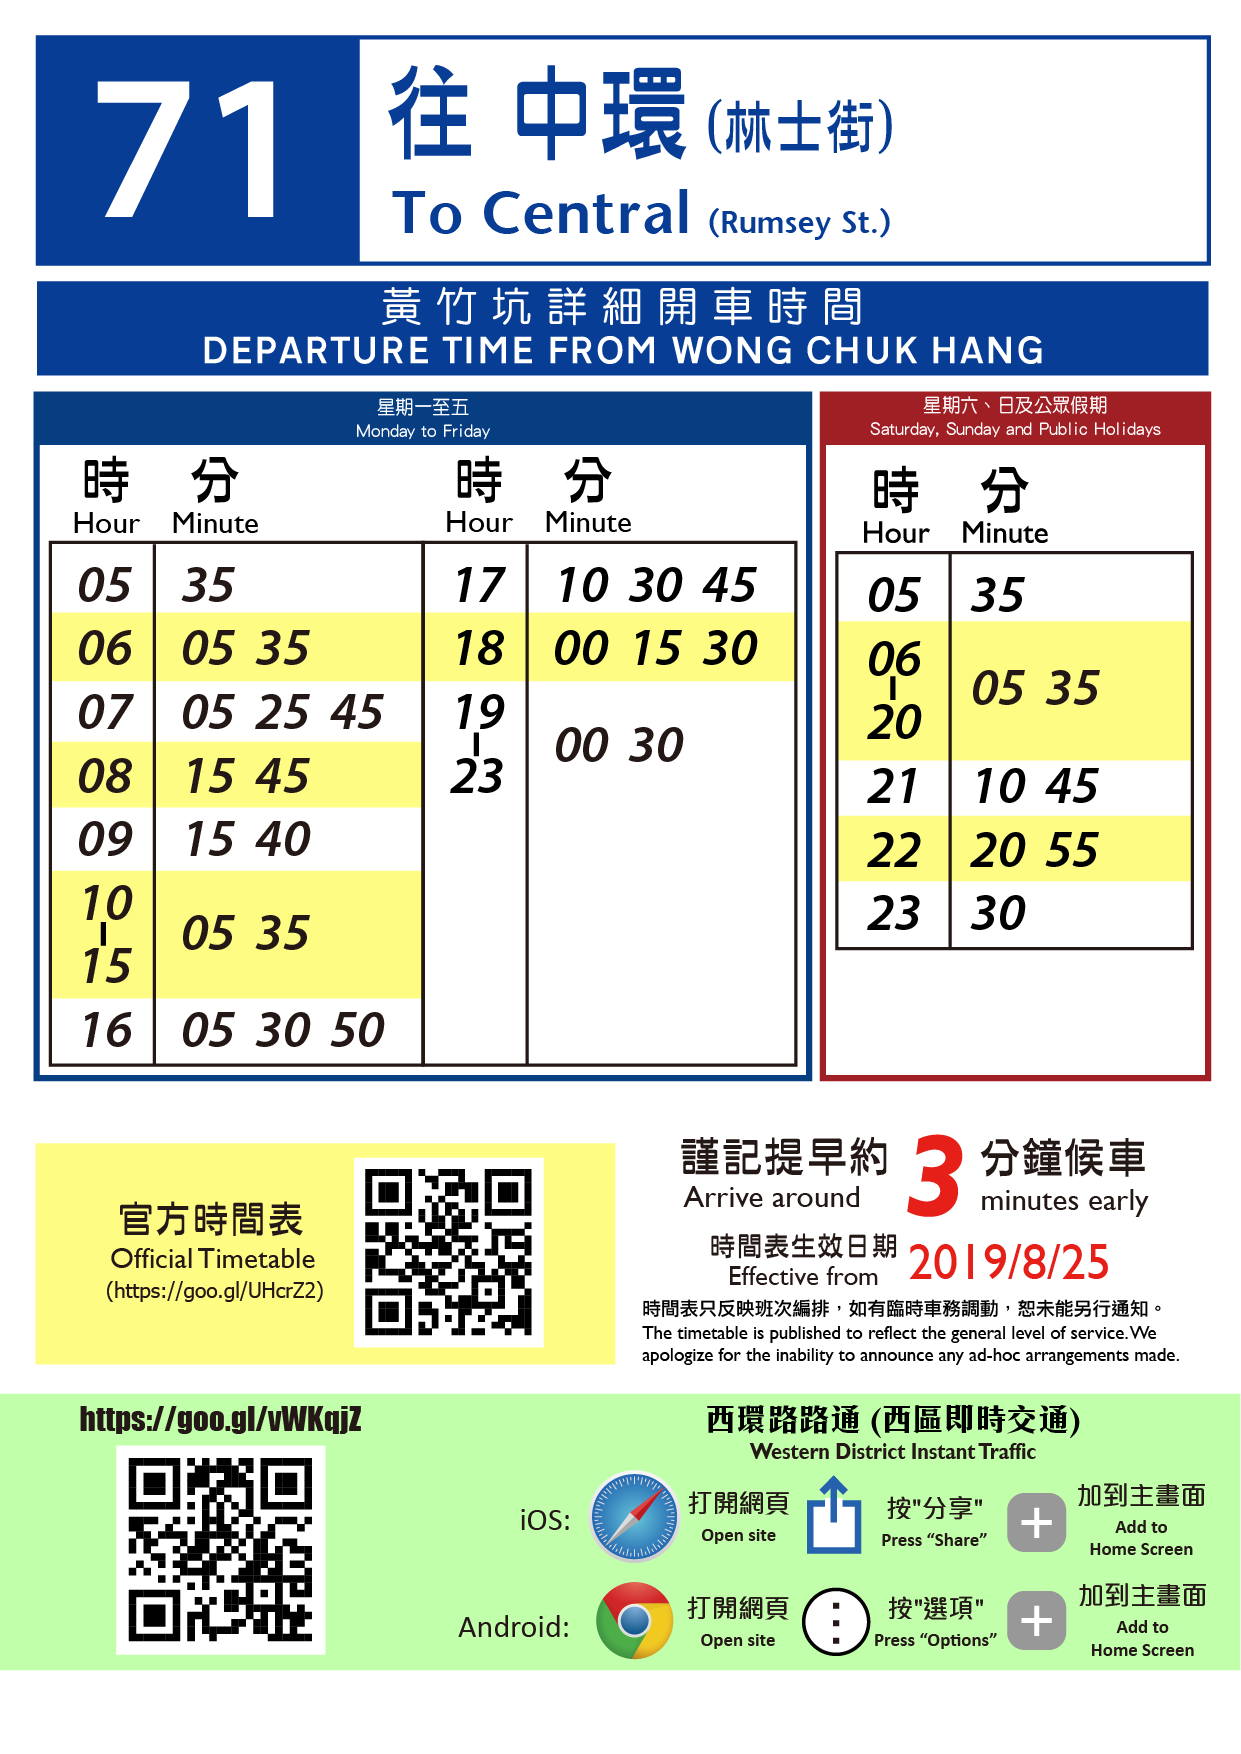 71
往 中環 (林士街)
To Central (Rumsey St.)
黃竹坑詳細開車時間
DEPARTURE TIME FROM WONG CHUK HANG
星期一至五
Monday to Friday
時 分 時 分
Hour Minute Hour Minute
05 35 17 10 30 45
06 05 35 18 00 15 30
07 05 25 45 19 | 23 00 30
08 15 45
09 15 40
10 | 15 05 35
16 05 30 50
星期六、日及公眾假期
Saturday, Sunday and Public Holidays
時 分
Hour Minute
05 35
06 | 20 05 35
21 10 45
22 20 55
23 30
官方時間表
Official Timetable
(https://goo.gl/UHcrZ2)
謹記提早約 3 分鐘候車
Arrive around minutes early
時間表生效日期 2019/8/25
Effective from
時間表只反映班次編排，如有臨時車務調動，恕未能另行通知。
The timetable is published to reflect the general level of service. We
apologize for the inability to announce any ad-hoc arrangements made.
https://goo.gl/vWKqjZ
西環路路通 (西區即時交通)
Western District Instant Traffic
iOS:
打開網頁
Open site
按"分享"
Press “Share”
加到主畫面
Add to
Home Screen
Android:
打開網頁
Open site
按"選項"
Press “Options”
加到主畫面
Add to
Home Screen